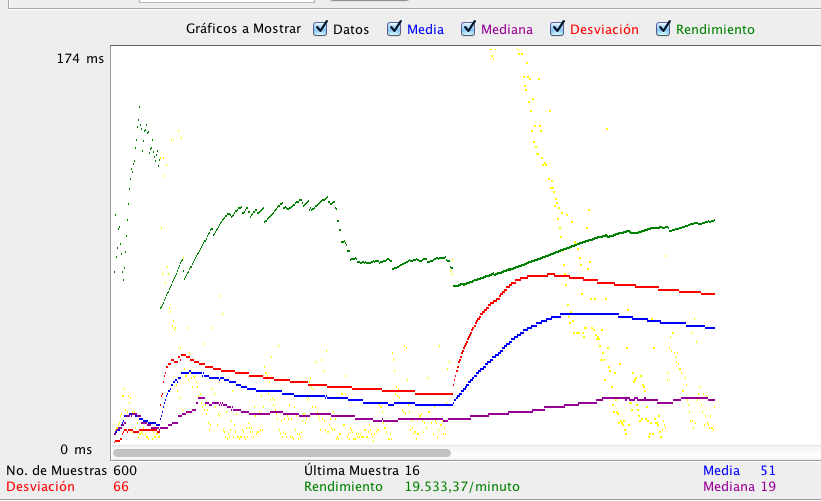 Gráficos a Mostrar Datos Media Mediana Desviación Rendimiento
174 ms
0 ms
No. de Muestras 600 Última Muestra 16 Media 51
Desviación 66 Rendimiento 19.533,37/minuto Mediana 19